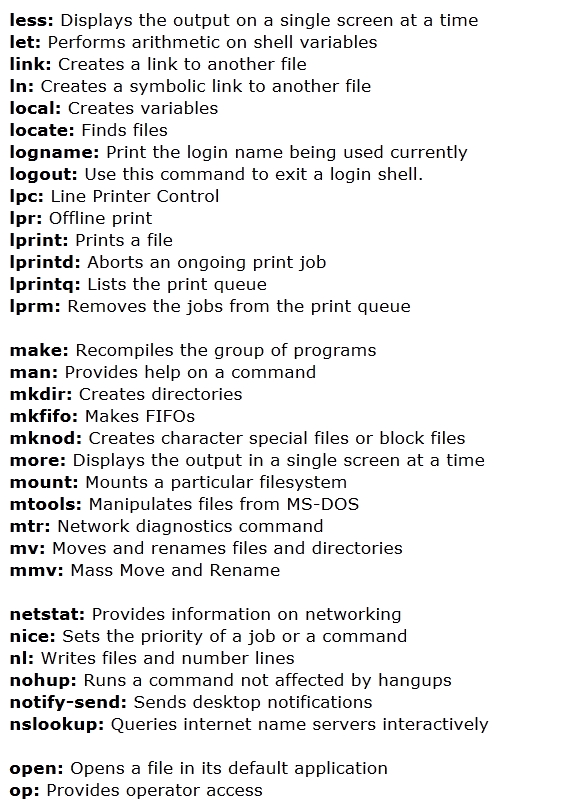 less: Displays the output on a single screen at a time
let: Performs arithmetic on shell variables
link: Creates a link to another file
ln: Creates a symbolic link to another file
local: Creates variables
locate: Finds files
logname: Print the login name being used currently
logout: Use this command to exit a login shell.
lpc: Line Printer Control
lpr: Offline print
lprint: Prints a file
lprintd: Aborts an ongoing print job
lprintq: Lists the print queue
lprm: Removes the jobs from the print queue
make: Recompiles the group of programs
man: Provides help on a command
mkdir: Creates directories
mkfifo: Makes FIFOs
mknod: Creates character special files or block files
more: Displays the output in a single screen at a time
mount: Mounts a particular filesystem
mtools: Manipulates files from MS-DOS
mtr: Network diagnostics command
mv: Moves and renames files and directories
mmv: Mass Move and Rename
netstat: Provides information on networking
nice: Sets the priority of a job or a command
nl: Writes files and number lines
nohup: Runs a command not affected by hangups
notify-send: Sends desktop notifications
nslookup: Queries internet name servers interactively
open: Opens a file in its default application
op: Provides operator access